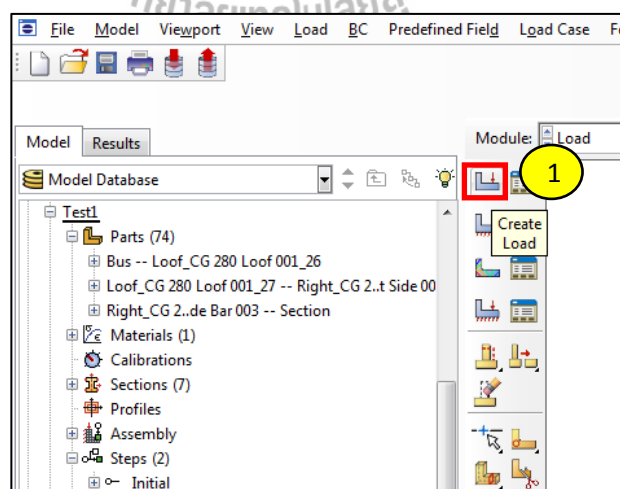 File Model Viewport View Load BC Predefined Field Load Case
Model Results
Module: Load
Model Database
1
Create
Load
Test1
Parts (74)
Bus -- Loof_CG 280 Loof 001_26
Loof_CG 280 Loof 001_27 -- Right_CG 2..t Side 00
Right_CG 2..de Bar 003 -- Section
Materials (1)
Calibrations
Sections (7)
Profiles
Assembly
Steps (2)
Initial